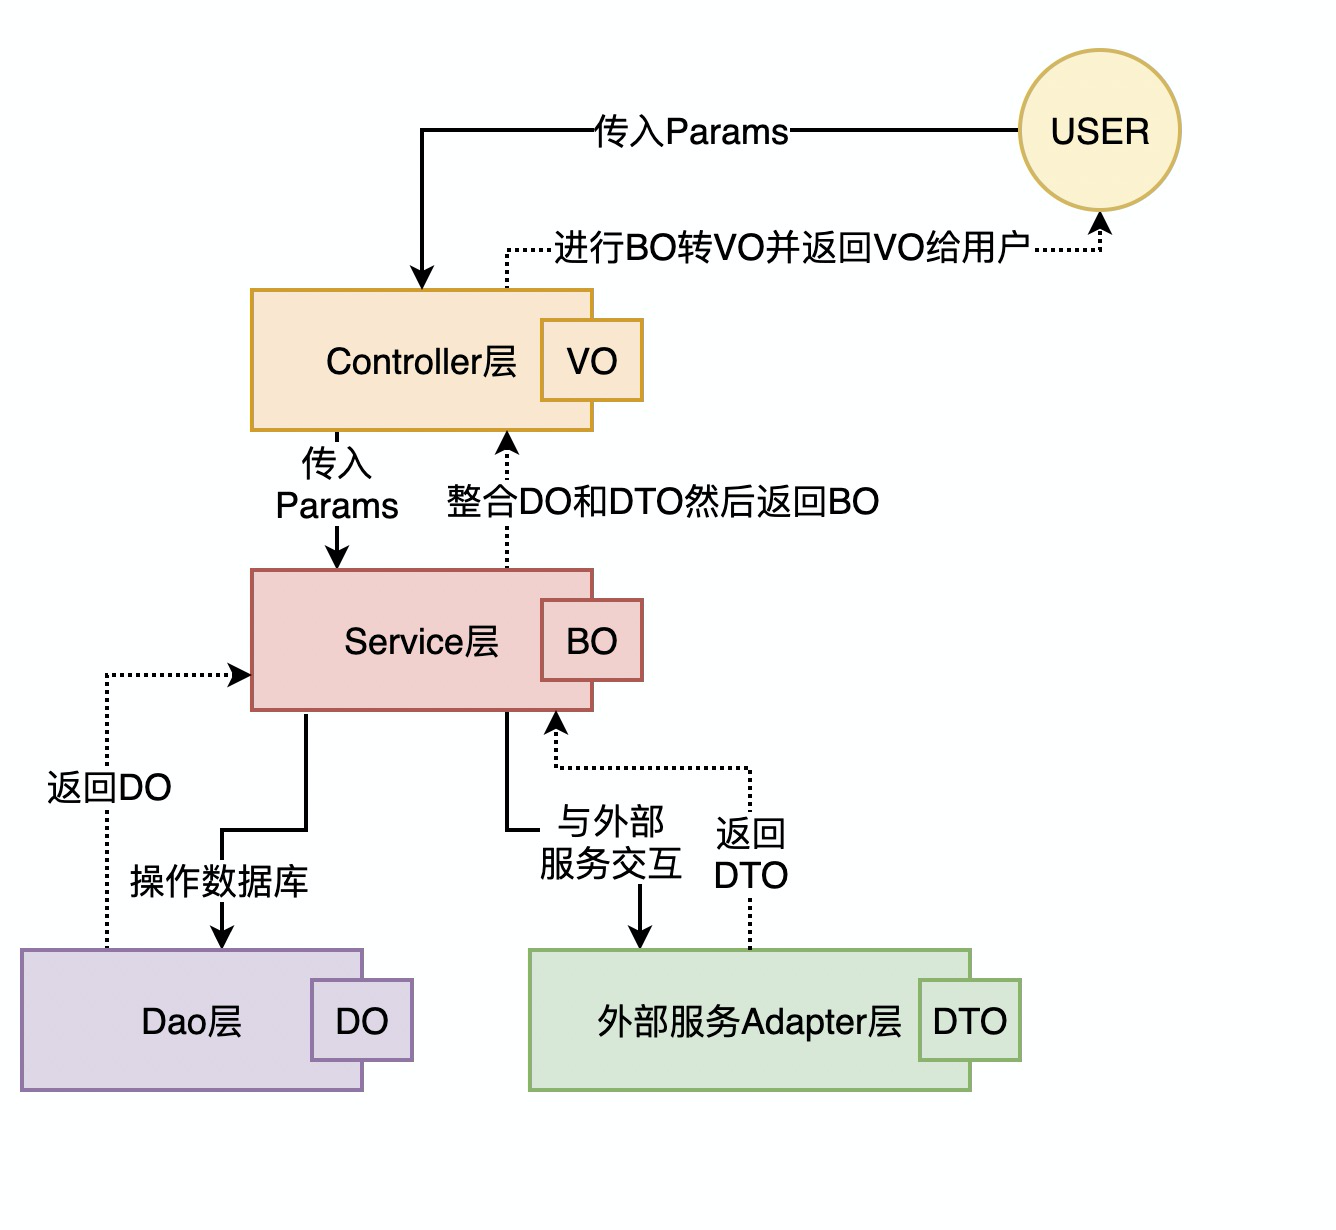 USER
传入Params
进行BO转VO并返回VO给用户
Controller层
VO
传入
Params
整合DO和DTO然后返回BO
Service层
BO
返回DO
操作数据库
与外部
服务交互
返回
DTO
Dao层
DO
外部服务Adapter层
DTO